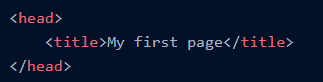 <head>
    <title>My first page</title>
</head>